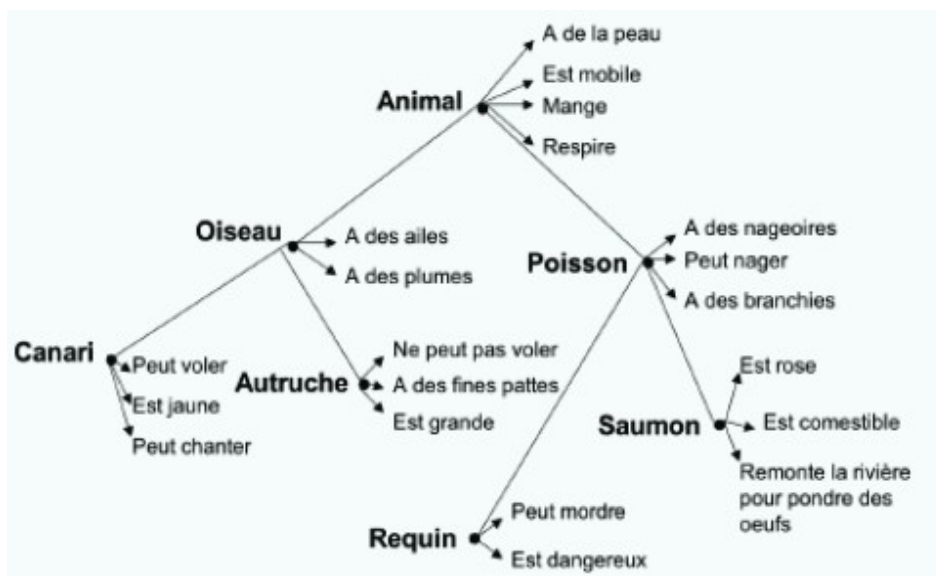 A de la peau
Est mobile
Animal
Mange
Respire
Oiseau
A des ailes
A des plumes
A des nageoires
Poisson
Peut nager
A des branchies
Canari
Peut voler
Est jaune
Peut chanter
Autruche
Ne peut pas voler
A des fines pattes
Est grande
Est rose
Saumon
Est comestible
Remonte la rivière
pour pondre des
oeufs
Requin
Peut mordre
Est dangereux